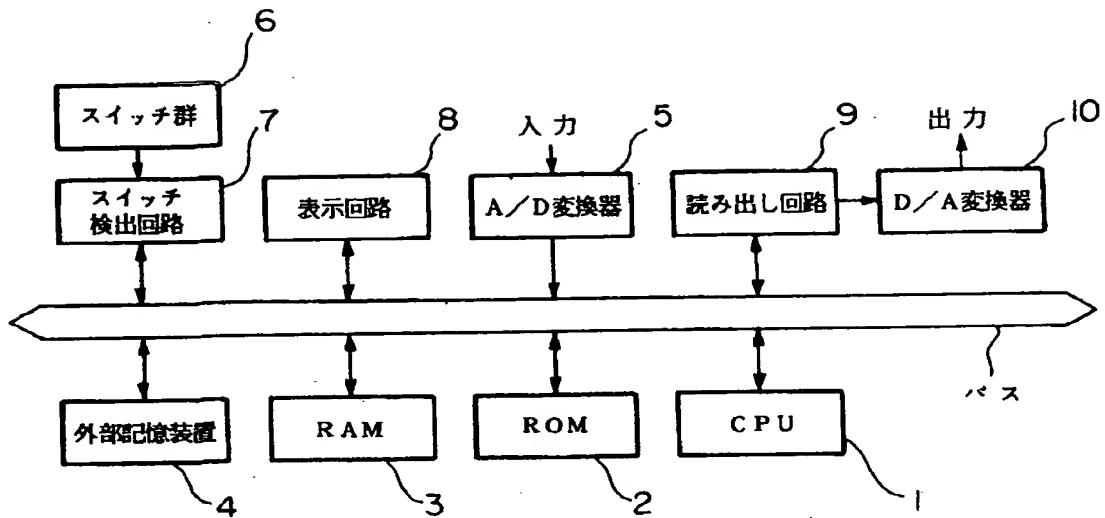 6
スイッチ群
7
スイッチ
検出回路
8
表示回路
入力
5
A／D変換器
9
読み出し回路
出力
10
D／A変換器
バス
外部記憶装置
4
RAM
3
ROM
2
CPU
1